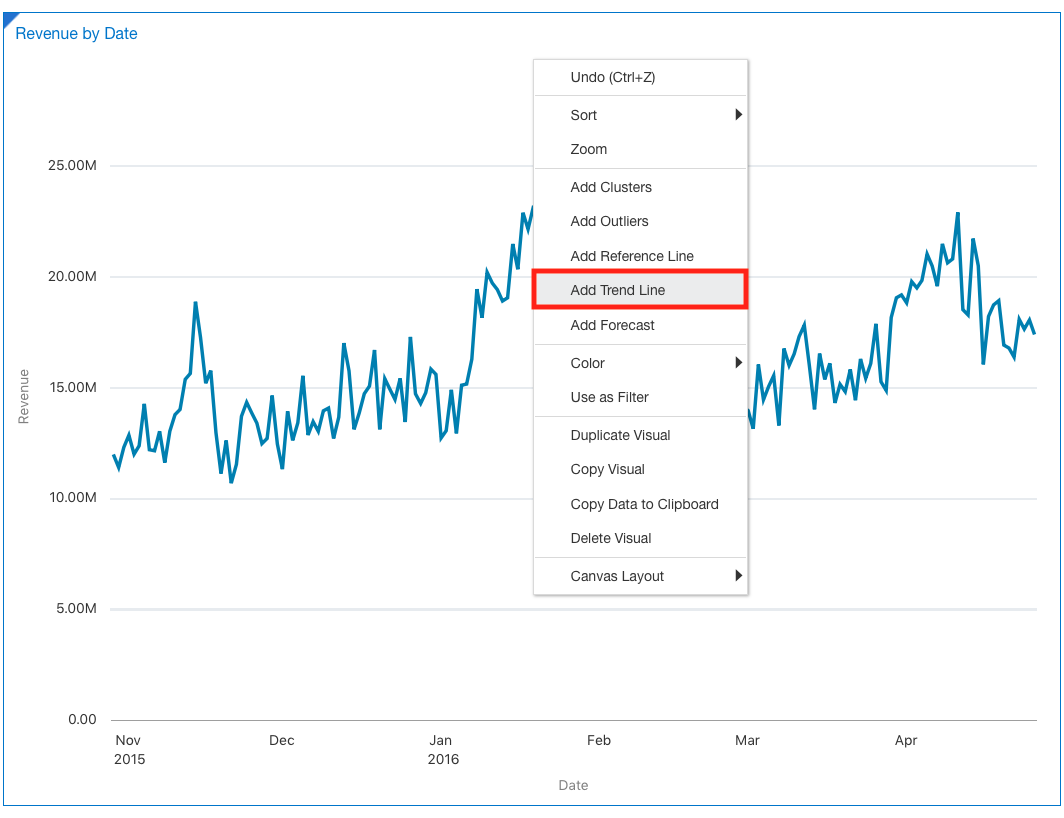 Revenue by Date
Undo (Ctrl+Z)
Sort
Zoom
Add Clusters
Add Outliers
Add Reference Line
Add Trend Line
Add Forecast
Color
Use as Filter
Duplicate Visual
Copy Visual
Copy Data to Clipboard
Delete Visual
Canvas Layout
25.00M
20.00M
15.00M
10.00M
5.00M
0.00
Revenue
Nov Dec Jan Feb Mar Apr
2015 2016
Date